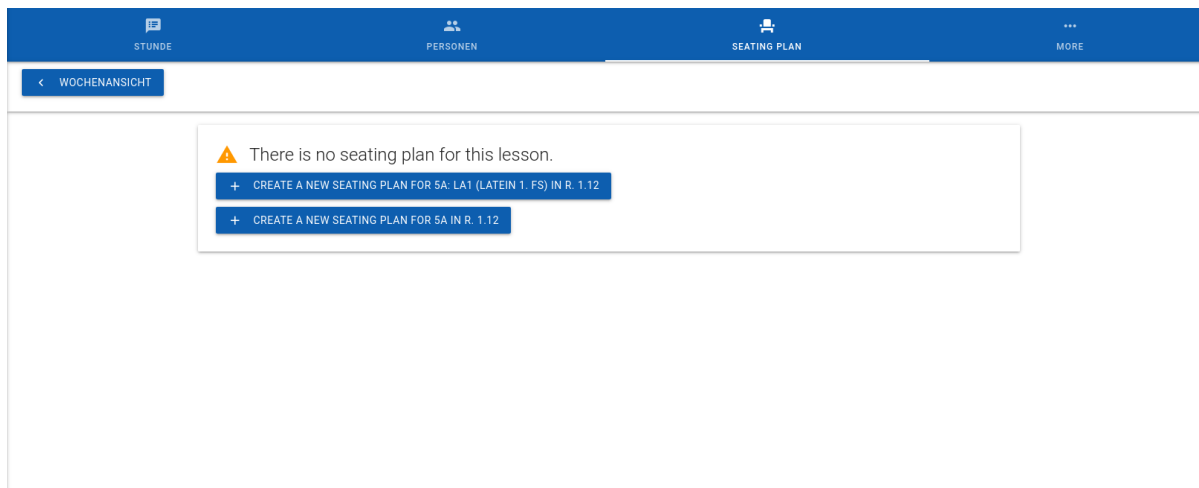 STUNDE
PERSONEN
SEATING PLAN
MORE
WOCHENANSICHT
There is no seating plan for this lesson.
CREATE A NEW SEATING PLAN FOR 5A: LA1 (LATEIN 1. FS) IN R. 1.12
CREATE A NEW SEATING PLAN FOR 5A IN R. 1.12